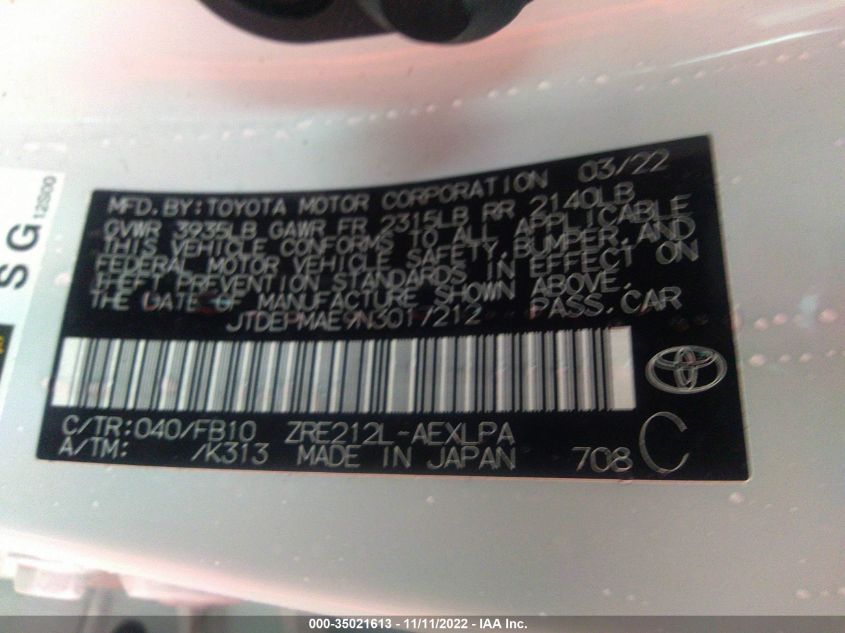 MFD.BY:TOYOTA MOTOR CORPORATION 03/22
GVWR 3935LB GAWR FR 2315LB RR 2140LB
THIS VEHICLE CONFORMS TO ALL APPLICABLE
FEDERAL MOTOR VEHICLE SAFETY,BUMPER,AND
THEFT PREVENTION STANDARDS IN EFFECT ON
THE DATE OF MANUFACTURE SHOWN ABOVE.
JTDEPMAE9N3017212 PASS.CAR
C/TR:040/FB10 ZRE212L-AEXLPA
A/TM: /K313 MADE IN JAPAN 708 C
SG
12S00
000-35021613 - 11/11/2022 - IAA Inc.